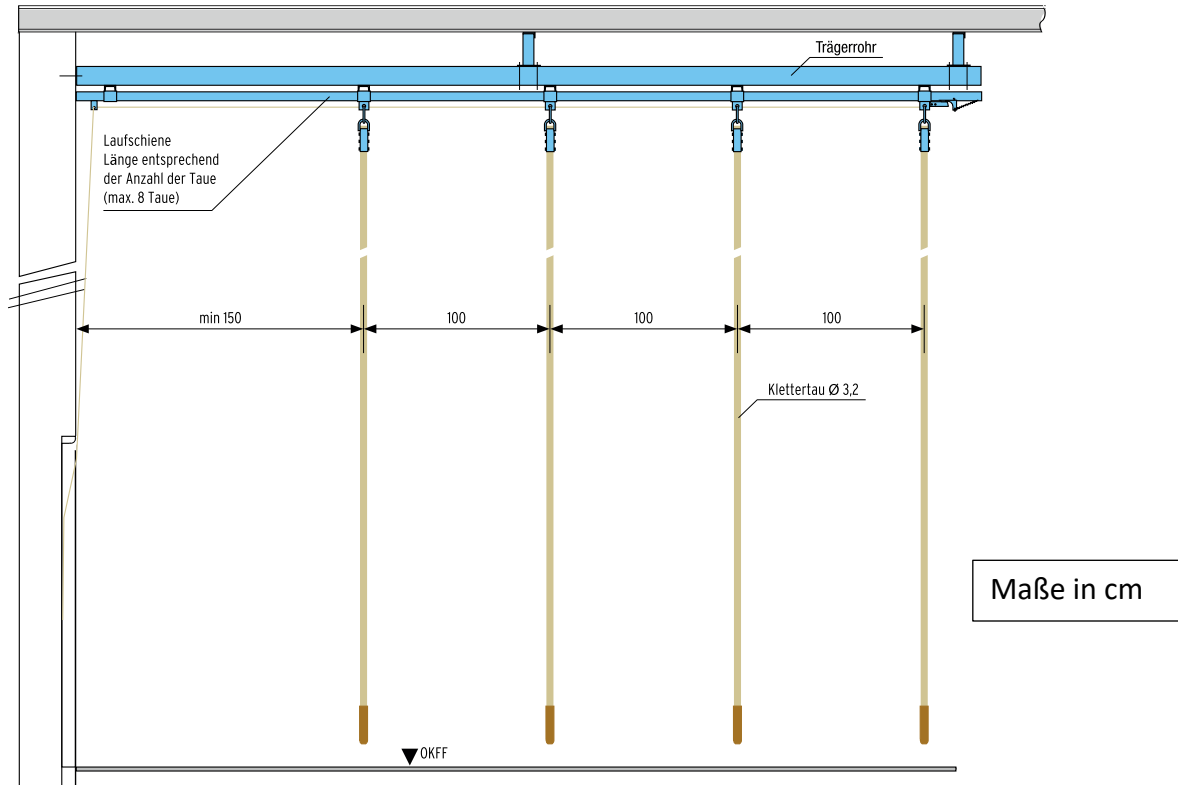 Trägerrohr
Laufschiene
Länge entsprechend
der Anzahl der Taue
(max. 8 Taue)
min 150
100
100
100
Klettertau Ø 3,2
Maße in cm
OKFF